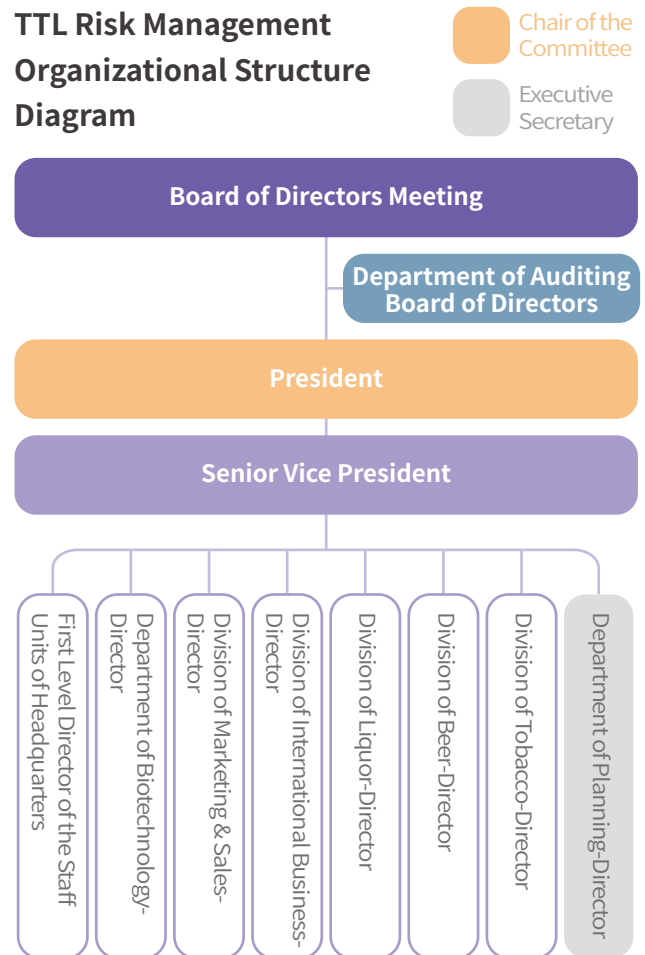 TTL Risk Management
Organizational Structure
Diagram
Chair of the
Committee
Executive
Secretary
Board of Directors Meeting
Department of Auditing
Board of Directors
President
Senior Vice President
First Level Director of the Staff
Units of Headquarters
Department of Biotechnology-
Director
Division of Marketing & Sales-
Director
Division of International Business-
Director
Division of Liquor-Director
Division of Beer-Director
Division of Tobacco-Director
Department of Planning-Director